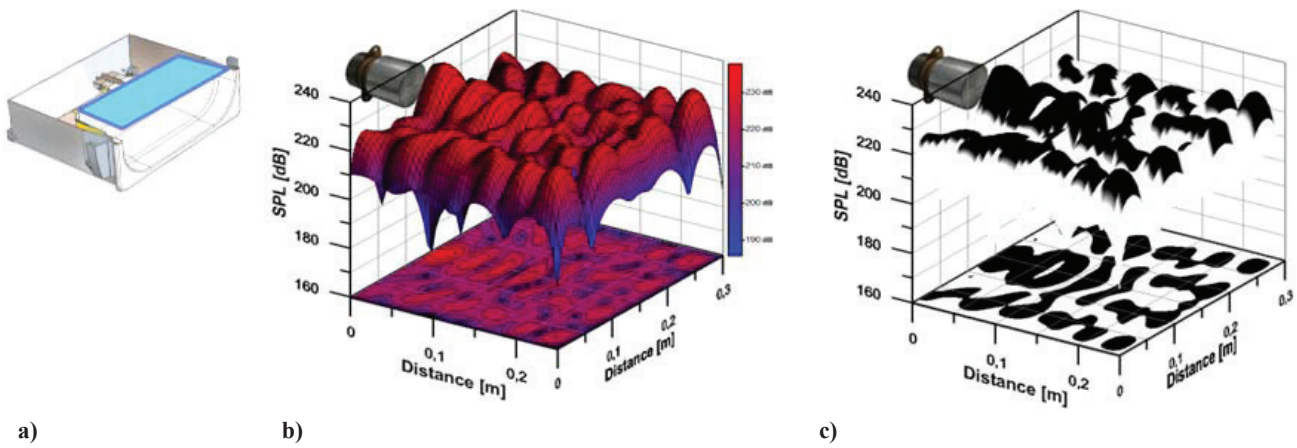 240
220
200
210
180
160
SPL [dB]
0
0,1
0,2
Distance [m]
0
0,1
0,2
0,3
Distance [m]
230 dB
220 dB
210 dB
200 dB
190 dB
240
220
200
210
180
160
SPL [dB]
0
0,1
0,2
Distance [m]
0
0,1
0,2
0,3
Distance [m]
a)
b)
c)